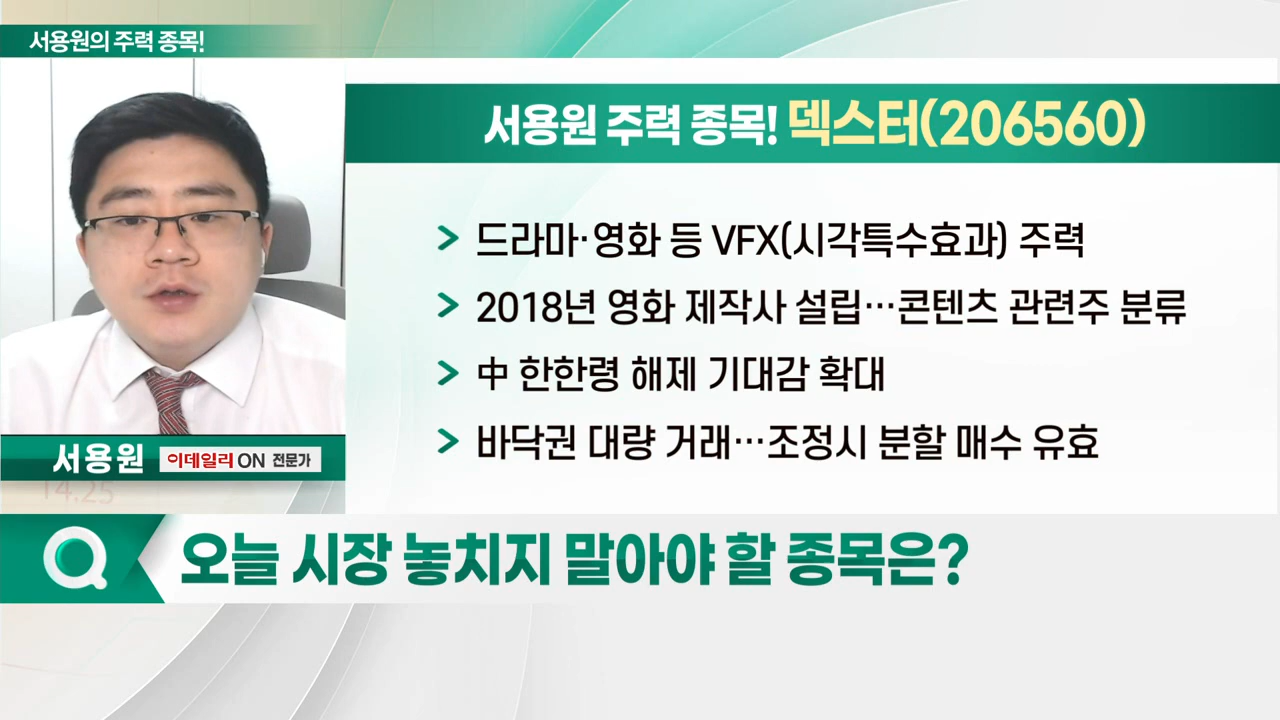 서용원의 주력 종목!
서용원 주력 종목! 덱스터(206560)
> 드라마·영화 등 VFX(시각특수효과) 주력
> 2018년 영화 제작사 설립…콘텐츠 관련주 분류
> 中 한한령 해제 기대감 확대
> 바닥권 대량 거래…조정시 분할 매수 유효
서용원 이데일리 ON 전문가
14.25
Q 오늘 시장 놓치지 말아야 할 종목은?